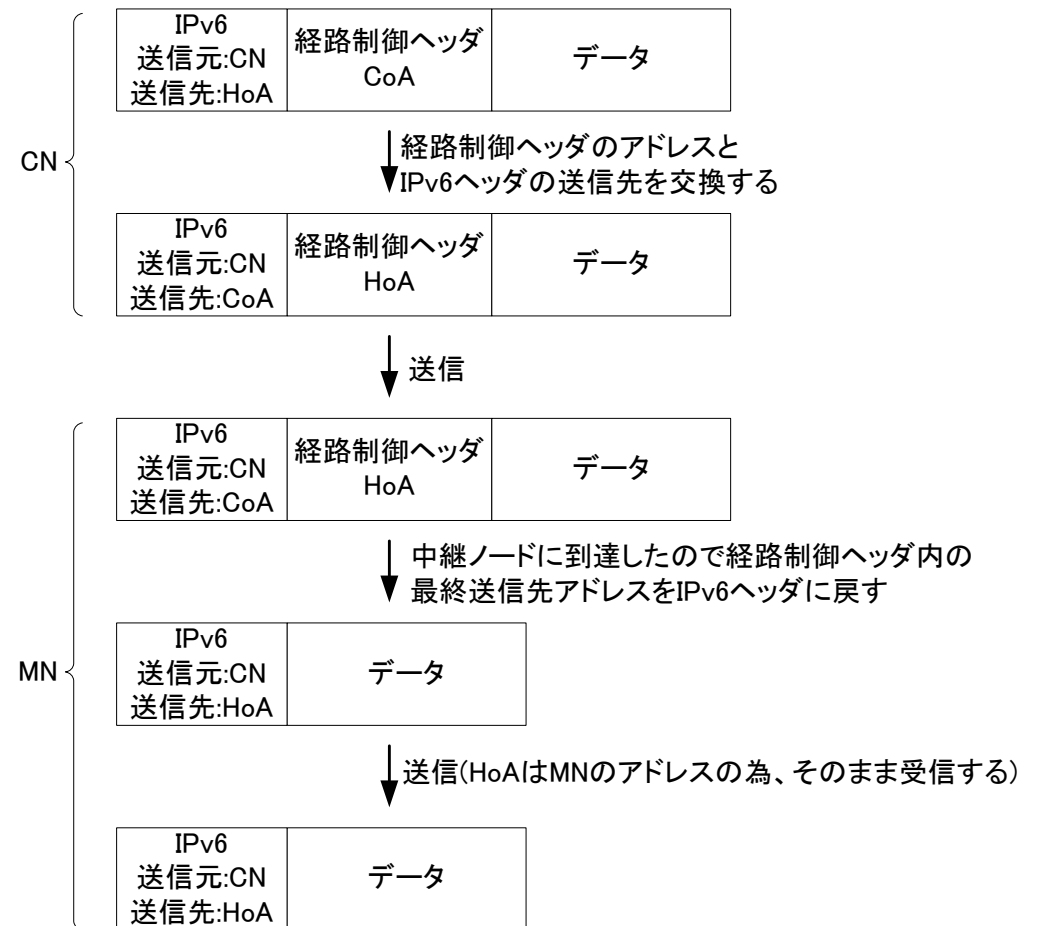 CN
IPv6
送信元:CN
送信先:HoA
経路制御ヘッダ
CoA
データ
経路制御ヘッダのアドレスと
IPv6ヘッダの送信先を交換する
IPv6
送信元:CN
送信先:CoA
経路制御ヘッダ
HoA
データ
送信
MN
IPv6
送信元:CN
送信先:CoA
経路制御ヘッダ
HoA
データ
中継ノードに到達したので経路制御ヘッダ内の
最終送信先アドレスをIPv6ヘッダに戻す
IPv6
送信元:CN
送信先:HoA
データ
送信(HoAはMNのアドレスの為、そのまま受信する)
IPv6
送信元:CN
送信先:HoA
データ